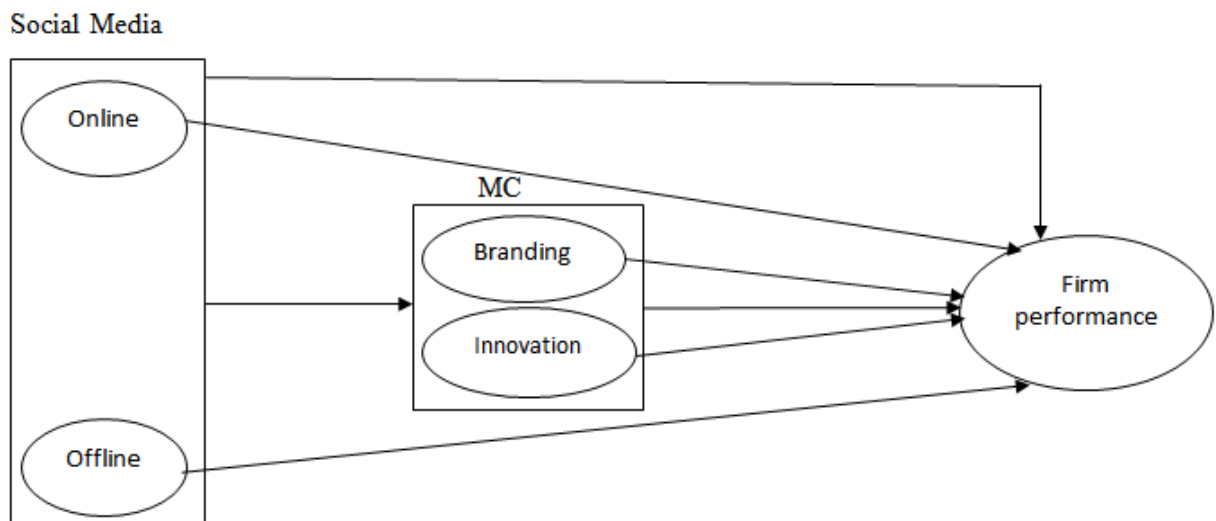 Social Media
Online
MC
Branding
Firm
performance
Innovation
Offline